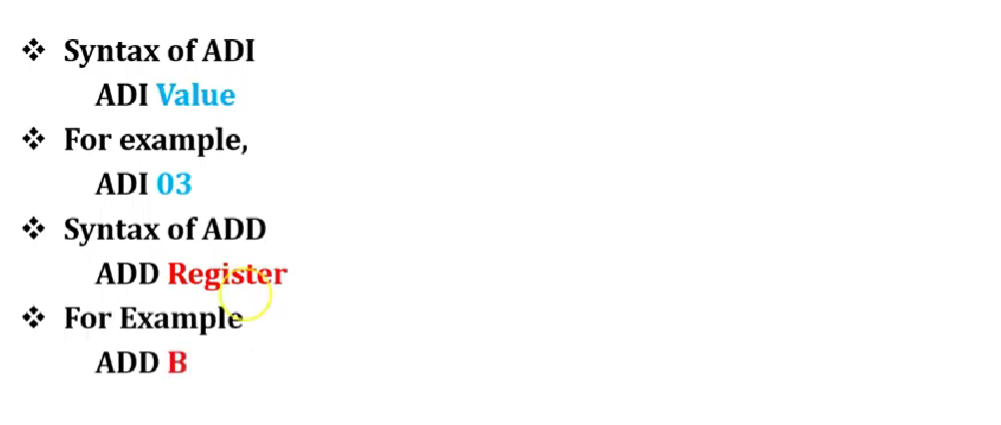 ❖ Syntax of ADI
ADI Value
❖ For example,
ADI 03
❖ Syntax of ADD
ADD Register
❖ For Example
ADD B